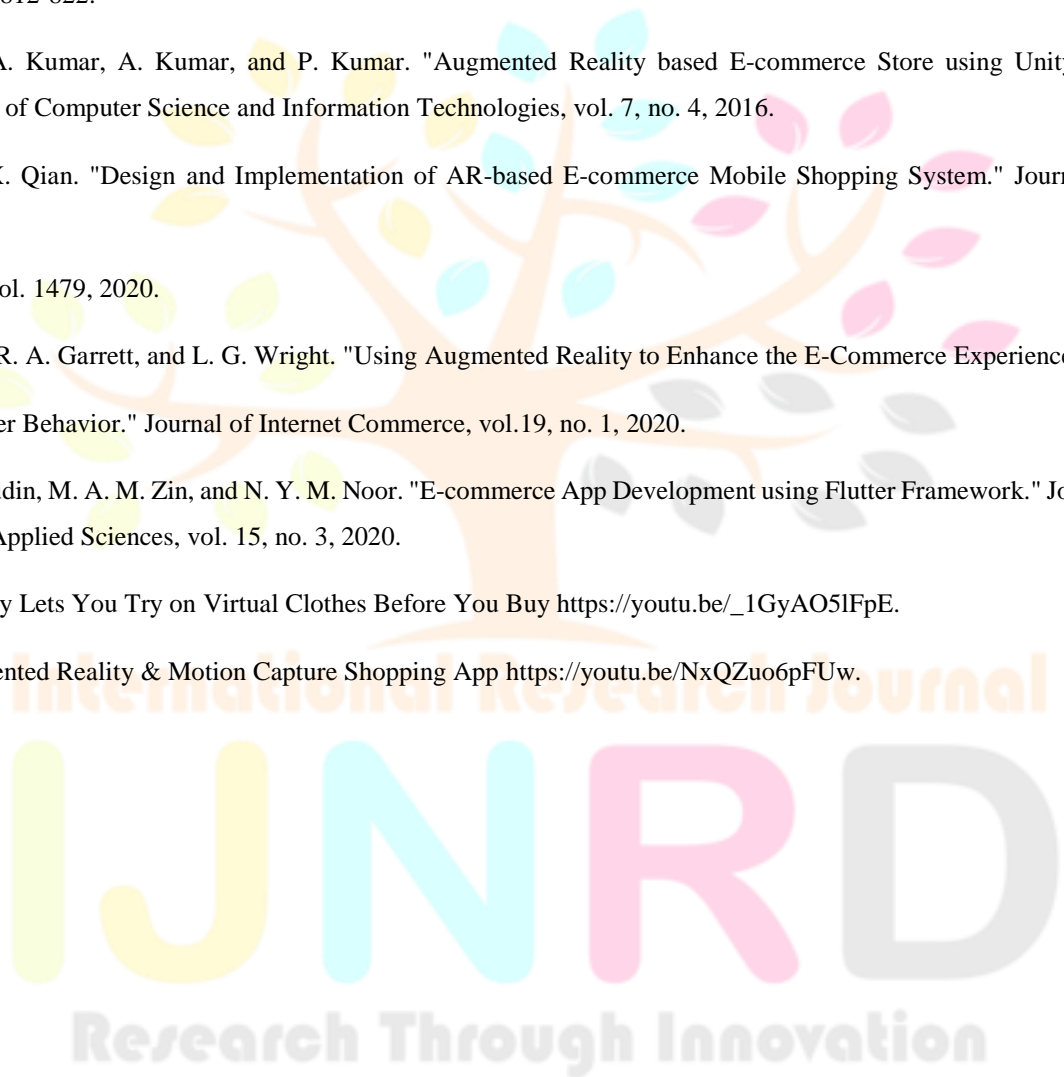 A. Kumar, A. Kumar, and P. Kumar. "Augmented Reality based E-commerce Store using Unity
of Computer Science and Information Technologies, vol. 7, no. 4, 2016.
X. Qian. "Design and Implementation of AR-based E-commerce Mobile Shopping System." Journ
ol. 1479, 2020.
R. A. Garrett, and L. G. Wright. "Using Augmented Reality to Enhance the E-Commerce Experience
er Behavior." Journal of Internet Commerce, vol.19, no. 1, 2020.
udin, M. A. M. Zin, and N. Y. M. Noor. "E-commerce App Development using Flutter Framework." Jo
Applied Sciences, vol. 15, no. 3, 2020.
y Lets You Try on Virtual Clothes Before You Buy https://youtu.be/_1GyAO5lFpE.
ented Reality & Motion Capture Shopping App https://youtu.be/NxQZuo6pFUw.
International Research Journal
IJNRD
Research Through Innovation